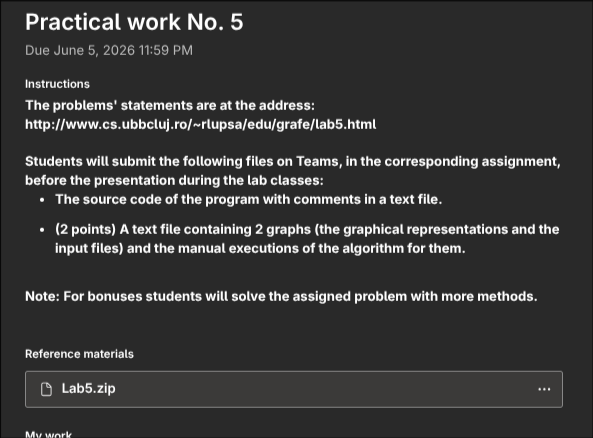 Practical work No. 5
Due June 5, 2026 11:59 PM
Instructions
The problems' statements are at the address:
http://www.cs.ubbcluj.ro/~rlupsa/edu/grafe/lab5.html
Students will submit the following files on Teams, in the corresponding assignment,
before the presentation during the lab classes:
• The source code of the program with comments in a text file.
• (2 points) A text file containing 2 graphs (the graphical representations and the
input files) and the manual executions of the algorithm for them.
Note: For bonuses students will solve the assigned problem with more methods.
Reference materials
Lab5.zip
My work